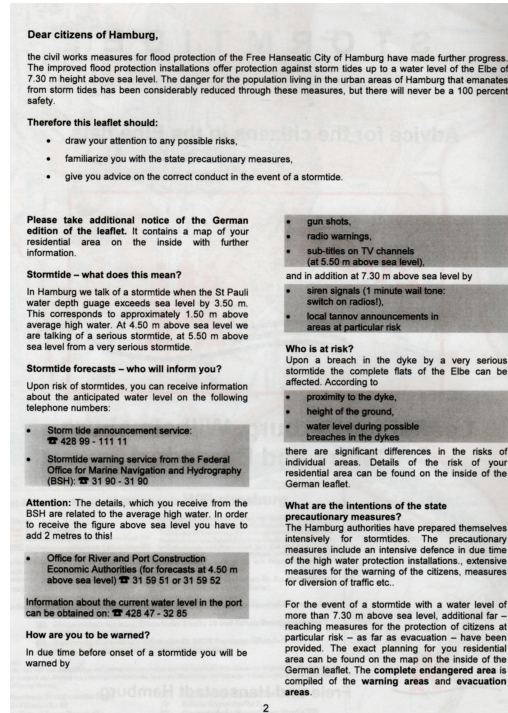 Dear citizens of Hamburg,
the civil works measures for flood protection of the Free Hanseatic City of Hamburg have made further progress.
The improved flood protection installations offer protection against storm tides up to a water level of the Elbe of
7.30 m height above sea level. The danger for the population living in the urban areas of Hamburg that emanates
from storm tides has been considerably reduced through these measures, but there will never be a 100 percent
safety.
Therefore this leaflet should:
• draw your attention to any possible risks,
• familiarize you with the state precautionary measures,
• give you advice on the correct conduct in the event of a stormtide.
Please take additional notice of the German
edition of the leaflet. It contains a map of your
residential area on the inside with further
information.
Stormtide – what does this mean?
In Hamburg we talk of a stormtide when the St Pauli
water depth guage exceeds sea level by 3.50 m.
This corresponds to approximately 1.50 m above
average high water. At 4.50 m above sea level we
are talking of a serious stormtide, at 5.50 m above
sea level from a very serious stormtide.
Stormtide forecasts – who will inform you?
Upon risk of stormtides, you can receive information
about the anticipated water level on the following
telephone numbers:
• Storm tide announcement service:
☎ 428 99 - 111 11
• Stormtide warning service from the Federal
Office for Marine Navigation and Hydrography
(BSH): ☎ 31 90 - 31 90
Attention: The details, which you receive from the
BSH are related to the average high water. In order
to receive the figure above sea level you have to
add 2 metres to this!
• Office for River and Port Construction
Economic Authorities (for forecasts at 4.50 m
above sea level) ☎ 31 59 51 or 31 59 52
Information about the current water level in the port
can be obtained on: ☎ 428 47 - 32 85
How are you to be warned?
In due time before onset of a stormtide you will be
warned by
• gun shots,
• radio warnings,
• sub-titles on TV channels
(at 5.50 m above sea level),
and in addition at 7.30 m above sea level by
• siren signals (1 minute wail tone:
switch on radios!),
• local tannov announcements in
areas at particular risk
Who is at risk?
Upon a breach in the dyke by a very serious
stormtide the complete flats of the Elbe can be
affected. According to
• proximity to the dyke,
• height of the ground,
• water level during possible
breaches in the dykes
there are significant differences in the risks of
individual areas. Details of the risk of your
residential area can be found on the inside of the
German leaflet.
What are the intentions of the state
precautionary measures?
The Hamburg authorities have prepared themselves
intensively for stormtides. The precautionary
measures include an intensive defence in due time
of the high water protection installations., extensive
measures for the warning of the citizens, measures
for diversion of traffic etc..
For the event of a stormtide with a water level of
more than 7.30 m above sea level, additional far –
reaching measures for the protection of citizens at
particular risk – as far as evacuation – have been
provided. The exact planning for you residential
area can be found on the map on the inside of the
German leaflet. The complete endangered area is
compiled of the warning areas and evacuation
areas.
2